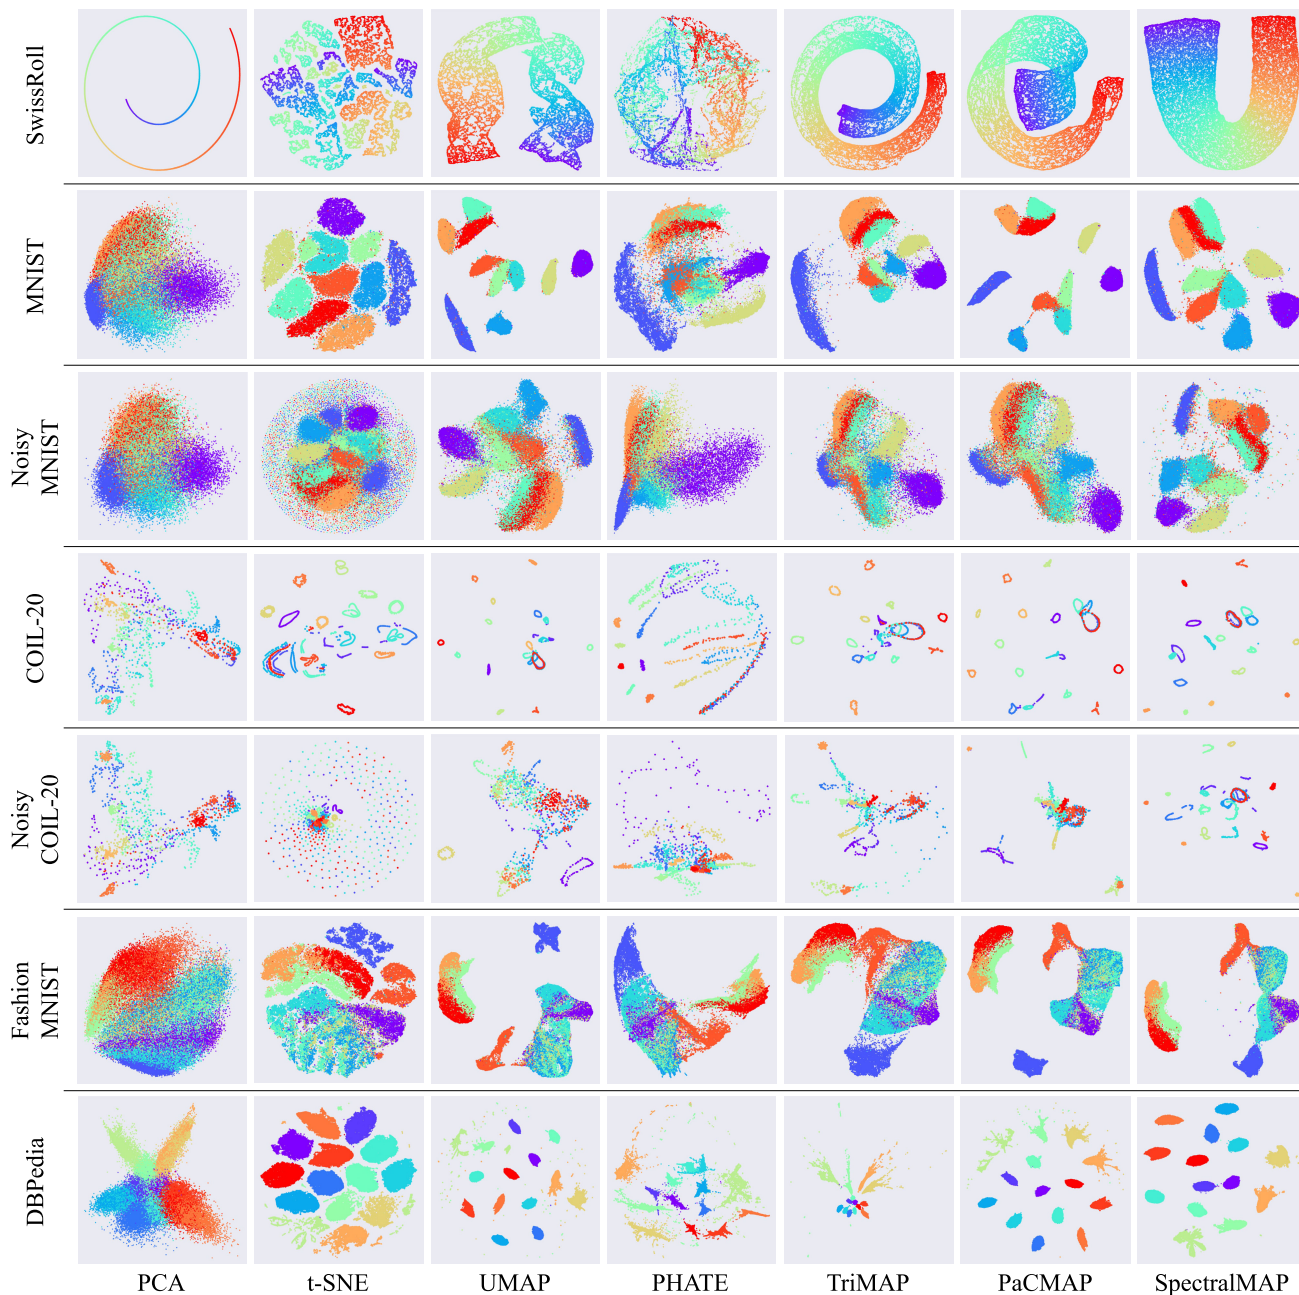 SwissRoll
MNIST
Noisy
MNIST
COIL-20
Noisy
COIL-20
Fashion
MNIST
DBPedia
PCA
t-SNE
UMAP
PHATE
TriMAP
PaCMAP
SpectralMAP